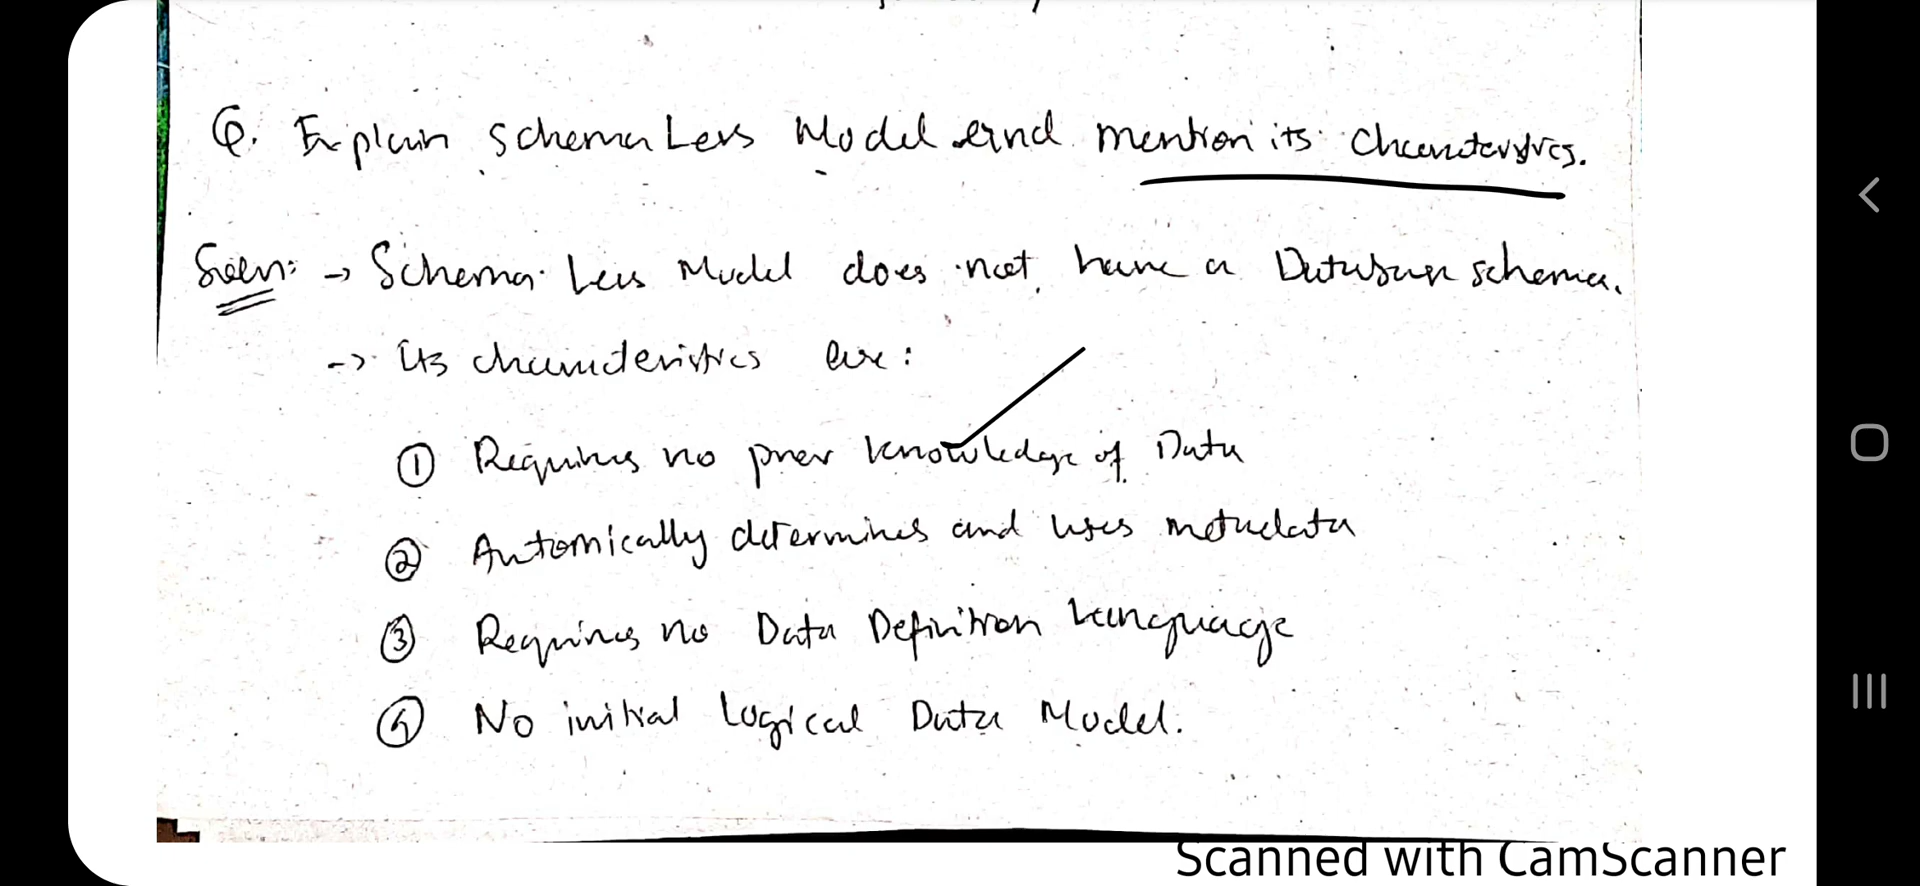 Q. Explain Schema Less Model and mention its Characteristics.
Soln: → Schema Less Model does not have a Database schema.
→ Its characteristics are:
① Requires no prior knowledge of Data
② Automically determines and uses metadata
③ Requires no Data Definition Language
④ No initial Logical Data Model.
Scanned with CamScanner